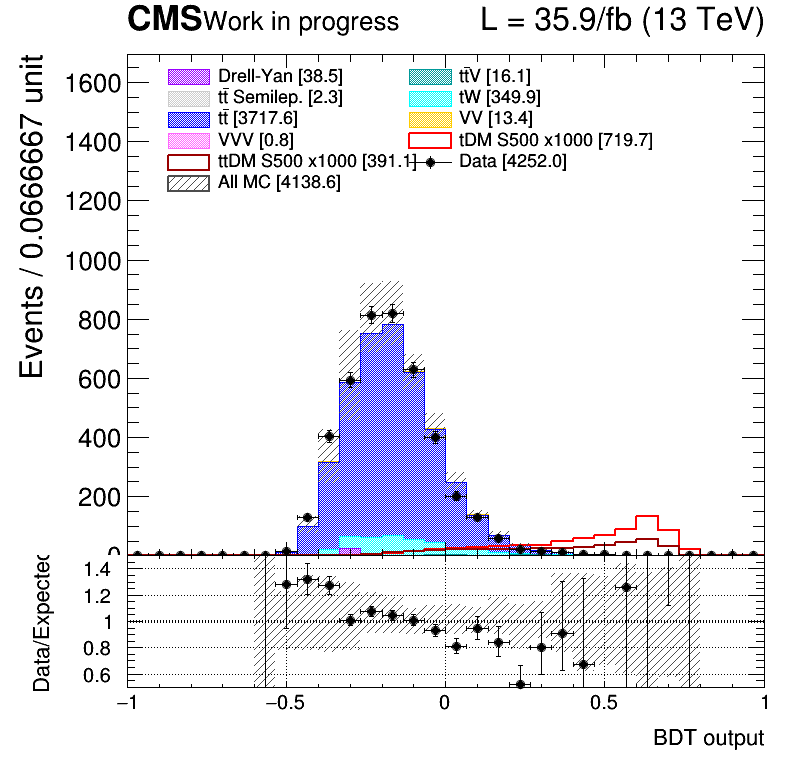 CMS Work in progress L = 35.9/fb (13 TeV)
Events / 0.0666667 unit
1600
1400
1200
1000
800
600
400
200
0
Drell-Yan [38.5]
tt̄ Semilep. [2.3]
tt̄ [3717.6]
VVV [0.8]
ttDM S500 x1000 [391.1]
All MC [4138.6]
tt̄V [16.1]
tW [349.9]
VV [13.4]
tDM S500 x1000 [719.7]
Data [4252.0]
Data/Expected
1.4
1.2
1
0.8
0.6
−1 −0.5 0 0.5 1
BDT output